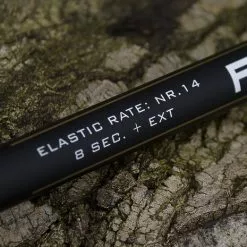 ELASTIC RATE: NR.14
8 SEC. + EXT